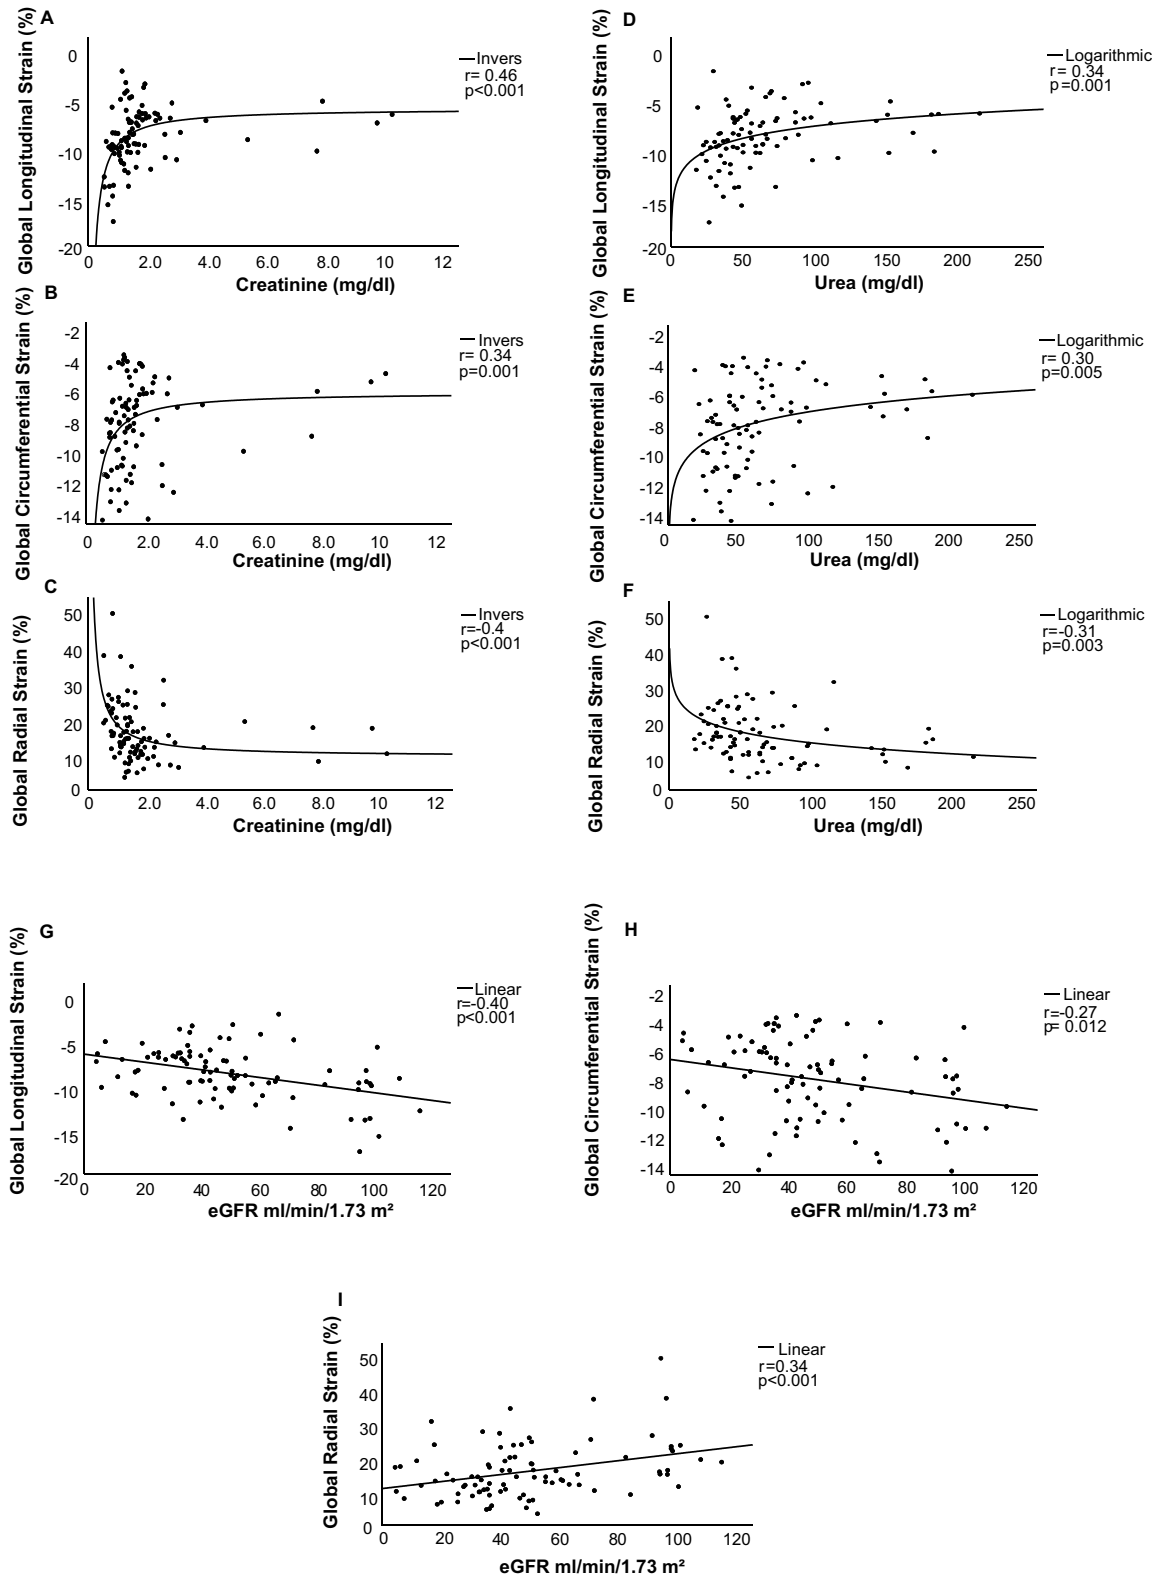 A
Global Longitudinal Strain (%)
0
-5
-10
-15
-20
Invers
r= 0.46
p<0.001
0 2.0 4.0 6.0 8.0 10 12
Creatinine (mg/dl)
D
Global Longitudinal Strain (%)
0
-5
-10
-15
-20
Logarithmic
r= 0.34
p=0.001
0 50 100 150 200 250
Urea (mg/dl)
B
Global Circumferential Strain (%)
-2
-4
-6
-8
-10
-12
-14
Invers
r= 0.34
p=0.001
0 2.0 4.0 6.0 8.0 10 12
Creatinine (mg/dl)
E
Global Circumferential Strain (%)
-2
-4
-6
-8
-10
-12
-14
Logarithmic
r= 0.30
p=0.005
0 50 100 150 200 250
Urea (mg/dl)
C
Global Radial Strain (%)
50
40
30
20
10
0
Invers
r=-0.4
p<0.001
0 2.0 4.0 6.0 8.0 10 12
Creatinine (mg/dl)
F
Global Radial Strain (%)
50
40
30
20
10
0
Logarithmic
r=-0.31
p=0.003
0 50 100 150 200 250
Urea (mg/dl)
G
Global Longitudinal Strain (%)
0
-5
-10
-15
-20
Linear
r=-0.40
p<0.001
0 20 40 60 80 100 120
eGFR ml/min/1.73 m²
H
Global Circumferential Strain (%)
-2
-4
-6
-8
-10
-12
-14
Linear
r=-0.27
p= 0.012
0 20 40 60 80 100 120
eGFR ml/min/1.73 m²
I
Global Radial Strain (%)
50
40
30
20
10
0
Linear
r=0.34
p<0.001
0 20 40 60 80 100 120
eGFR ml/min/1.73 m²